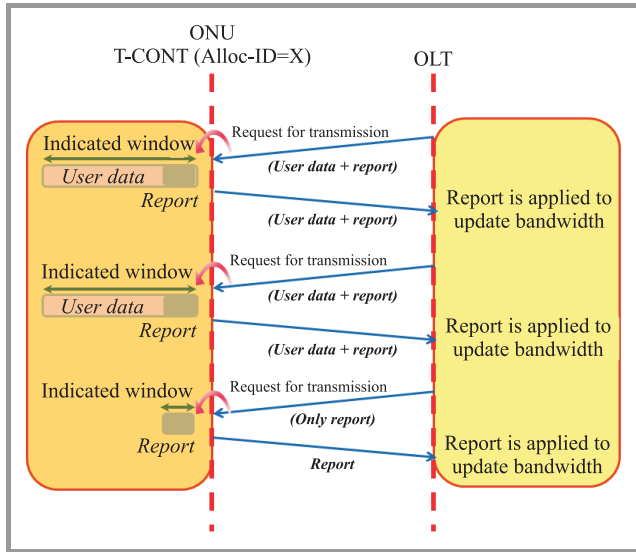 ONU
T-CONT (Alloc-ID=X)
OLT
Indicated window
Request for transmission
User data
(User data + report)
Report
(User data + report)
Report is applied to
update bandwidth
Indicated window
Request for transmission
User data
(User data + report)
Report
(User data + report)
Report is applied to
update bandwidth
Indicated window
Request for transmission
(Only report)
Report
Report
Report is applied to
update bandwidth